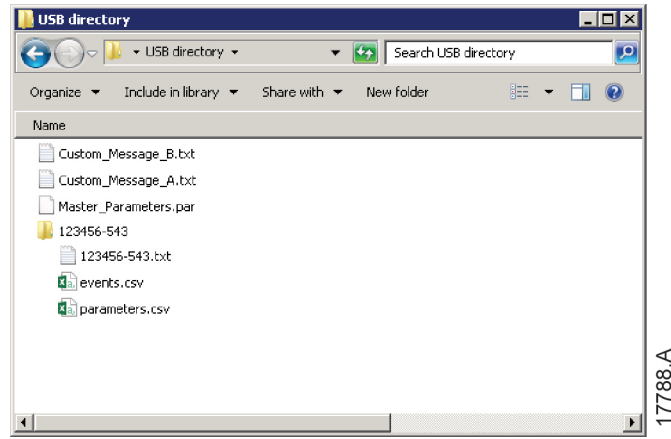 USB directory
USB directory
Search USB directory
Organize Include in library Share with New folder
Name
Custom_Message_B.txt
Custom_Message_A.txt
Master_Parameters.par
123456-543
123456-543.txt
events.csv
parameters.csv
17788.A